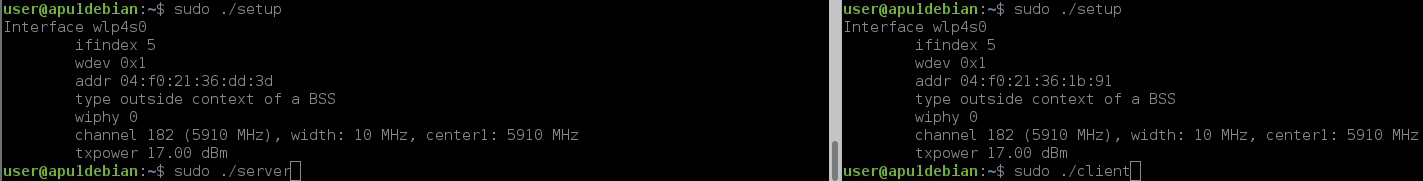 user@apu1debian:~$ sudo ./setup
Interface wlp4s0
ifindex 5
wdev 0x1
addr 04:f0:21:36:dd:3d
type outside context of a BSS
wiphy 0
channel 182 (5910 MHz), width: 10 MHz, center1: 5910 MHz
txpower 17.00 dBm
user@apu1debian:~$ sudo ./server
user@apu1debian:~$ sudo ./setup
Interface wlp4s0
ifindex 5
wdev 0x1
addr 04:f0:21:36:1b:91
type outside context of a BSS
wiphy 0
channel 182 (5910 MHz), width: 10 MHz, center1: 5910 MHz
txpower 17.00 dBm
user@apu1debian:~$ sudo ./client